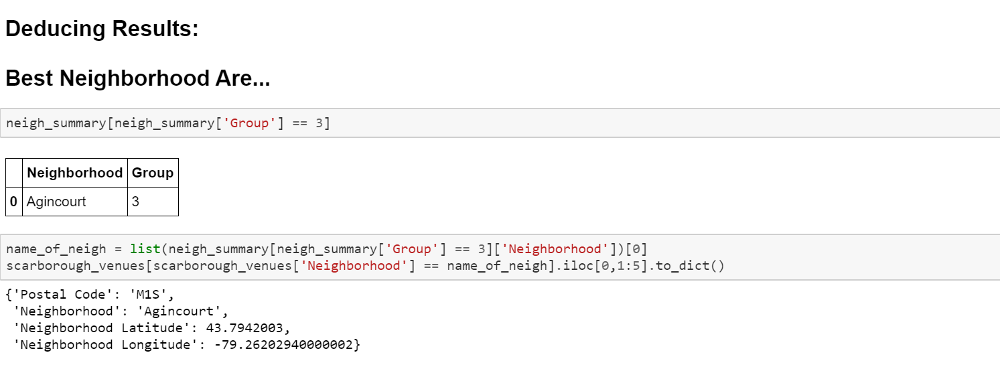 Deducing Results:
Best Neighborhood Are...
neigh_summary[neigh_summary['Group'] == 3]
Neighborhood Group
0 Agincourt 3
name_of_neigh = list(neigh_summary[neigh_summary['Group'] == 3]['Neighborhood'])[0]
scarborough_venues[scarborough_venues['Neighborhood'] == name_of_neigh].iloc[0,1:5].to_dict()
{'Postal Code': 'M1S',
'Neighborhood': 'Agincourt',
'Neighborhood Latitude': 43.7942003,
'Neighborhood Longitude': -79.26202940000002}